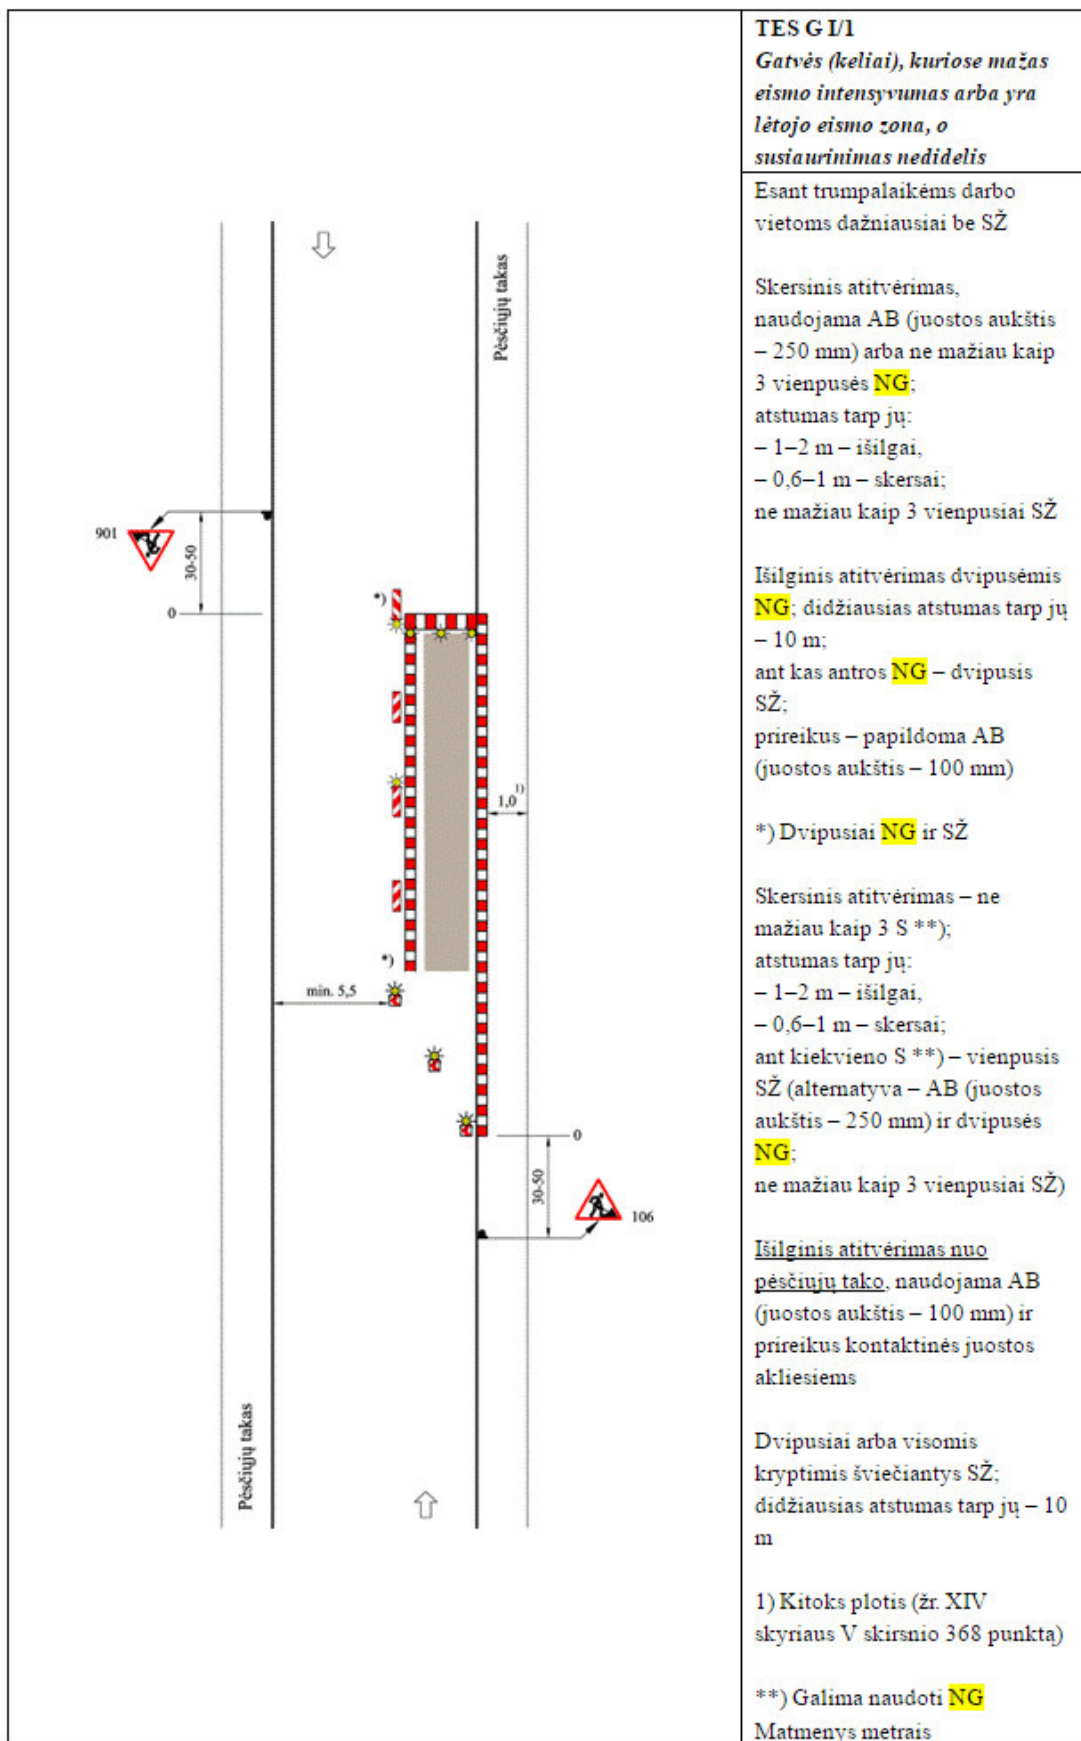 TES G I/1
Gatvės (keliai), kuriose mažas
eismo intensyvumas arba yra
lėtojo eismo zona, o
susiaurinimas nedidelis
Esant trumpalaikėms darbo
vietoms dažniausiai be SŽ
Skersinis atitvėrimas,
naudojama AB (juostos aukštis
– 250 mm) arba ne mažiau kaip
3 vienpusės NG;
atstumas tarp jų:
– 1–2 m – išilgai,
– 0,6–1 m – skersai;
ne mažiau kaip 3 vienpusiai SŽ
Išilginis atitvėrimas dvipusėmis
NG; didžiausias atstumas tarp jų
– 10 m;
ant kas antros NG – dvipusis
SŽ;
prireikus – papildoma AB
(juostos aukštis – 100 mm)
*) Dvipusiai NG ir SŽ
Skersinis atitvėrimas – ne
mažiau kaip 3 S **);
atstumas tarp jų:
– 1–2 m – išilgai,
– 0,6–1 m – skersai;
ant kiekvieno S **) – vienpusis
SŽ (alternatyva – AB (juostos
aukštis – 250 mm) ir dvipusės
NG;
ne mažiau kaip 3 vienpusiai SŽ)
Išilginis atitvėrimas nuo
pėsčiųjų tako, naudojama AB
(juostos aukštis – 100 mm) ir
prireikus kontaktinės juostos
akliesiems
Dvipusiai arba visomis
kryptimis šviečiantys SŽ;
didžiausias atstumas tarp jų – 10
m
1) Kitoks plotis (žr. XIV
skyriaus V skirsnio 368 punktą)
**) Galima naudoti NG
Matmenys metrais
Pėsčiųjų takas
901
30-50
0
*)
1,0 1)
*)
min. 5,5
0
30-50
106
Pėsčiųjų takas